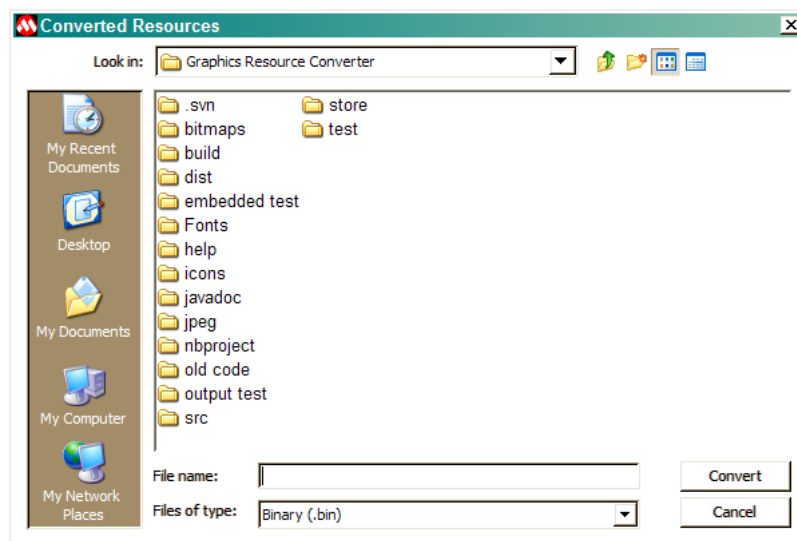 Converted Resources
Look in: Graphics Resource Converter
My Recent
Documents
Desktop
My Documents
My Computer
My Network
Places
.svn
bitmaps
build
dist
embedded test
Fonts
help
icons
javadoc
jpeg
nbproject
old code
output test
src
store
test
File name:
Convert
Files of type: Binary (.bin)
Cancel